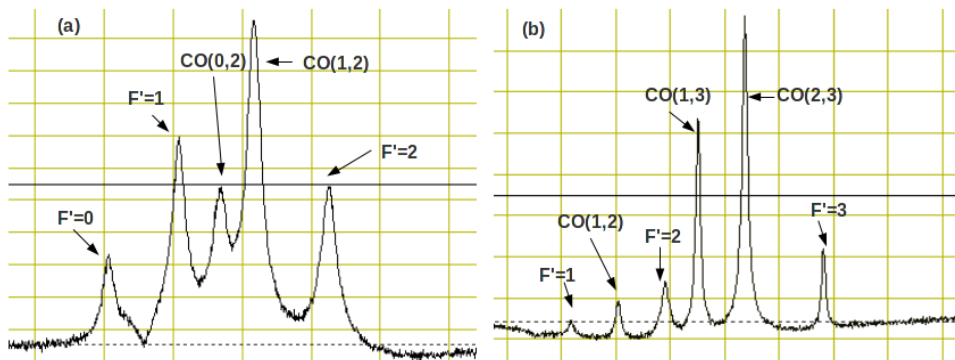 (a)
CO(0,2)
CO(1,2)
F'=1
F'=2
F'=0
(b)
CO(1,3)
CO(2,3)
CO(1,2)
F'=2
F'=3
F'=1